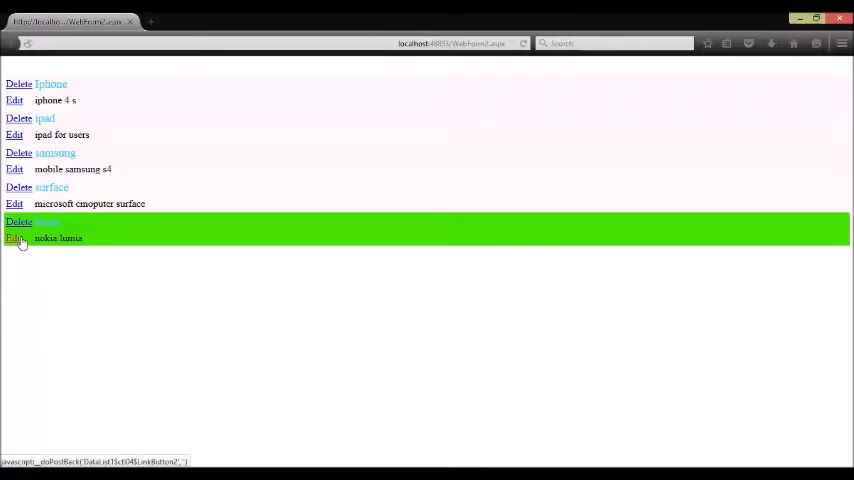 http://localho.../WebForm2.aspx
localhost:48833/WebForm2.aspx
Search
Delete Iphone
Edit iphone 4 s
Delete ipad
Edit ipad for users
Delete samsung
Edit mobile samsung s4
Delete surface
Edit microsoft cmoputer surface
Delete
Edit nokia lumia
javascript:__doPostBack('DataList1$ctl04$LinkButton2','')